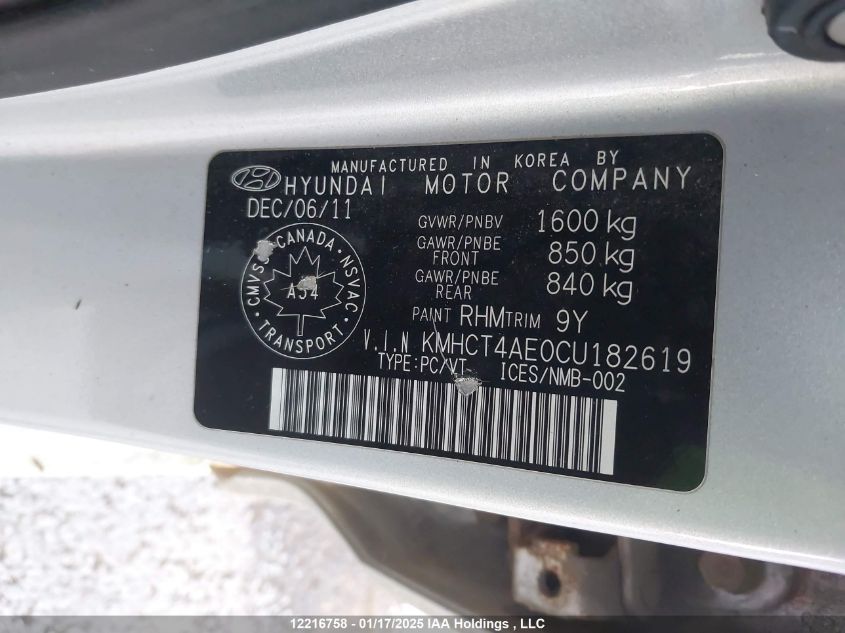 MANUFACTURED IN KOREA BY
HYUNDAI MOTOR COMPANY
DEC/06/11
GVWR/PNBV 1600 kg
GAWR/PNBE FRONT 850 kg
GAWR/PNBE REAR 840 kg
PAINT RHM TRIM 9Y
CANADA · NSVAC · TRANSPORT · CMVSS
V.I.N KMHCT4AE0CU182619
TYPE:PC/VT ICES/NMB-002
12216758 - 01/17/2025 IAA Holdings, LLC